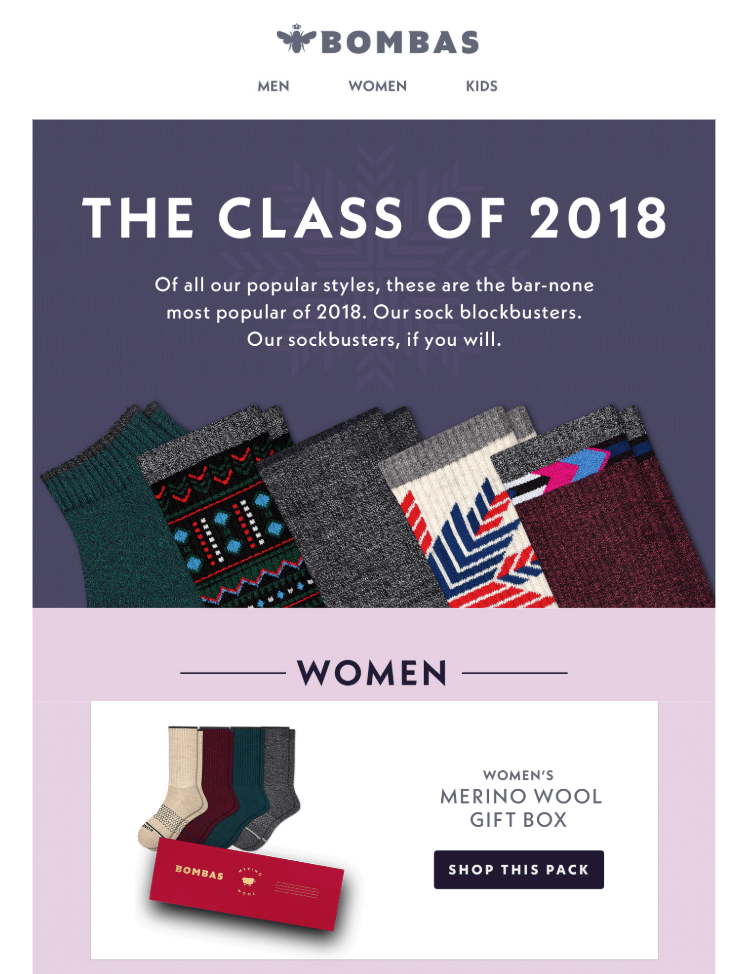 BOMBAS
MEN WOMEN KIDS
THE CLASS OF 2018
Of all our popular styles, these are the bar-none
most popular of 2018. Our sock blockbusters.
Our sockbusters, if you will.
WOMEN
WOMEN'S
MERINO WOOL
GIFT BOX
SHOP THIS PACK
BOMBAS
MERINO
WOOL